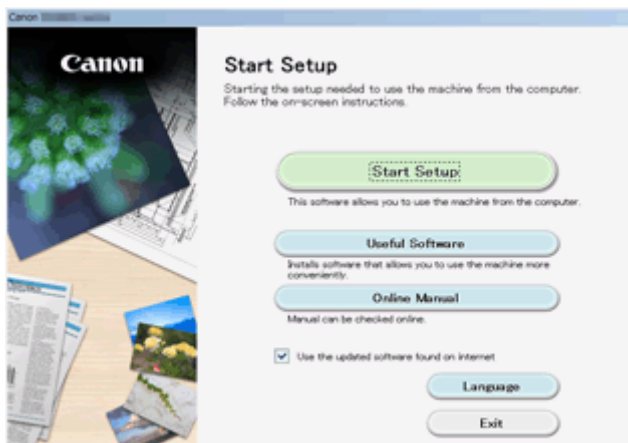 Canon
Canon
Start Setup
Starting the setup needed to use the machine from the computer.
Follow the on-screen instructions.
Start Setup
This software allows you to use the machine from the computer.
Useful Software
Installs software that allows you to use the machine more
conveniently.
Online Manual
Manual can be checked online.
Use the updated software found on internet
Language
Exit